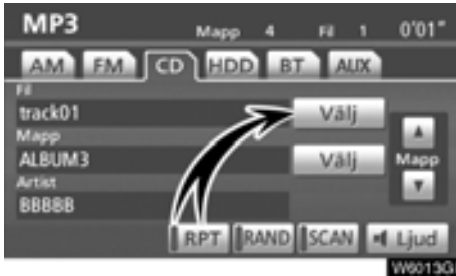 MP3 Mapp 4 Fil 1 0'01"
AM FM CD HDD BT AUX
Fil
track01 Välj
Mapp
ALBUM3 Välj Mapp
Artist
BBBBB
RPT RAND SCAN Ljud
W6013G